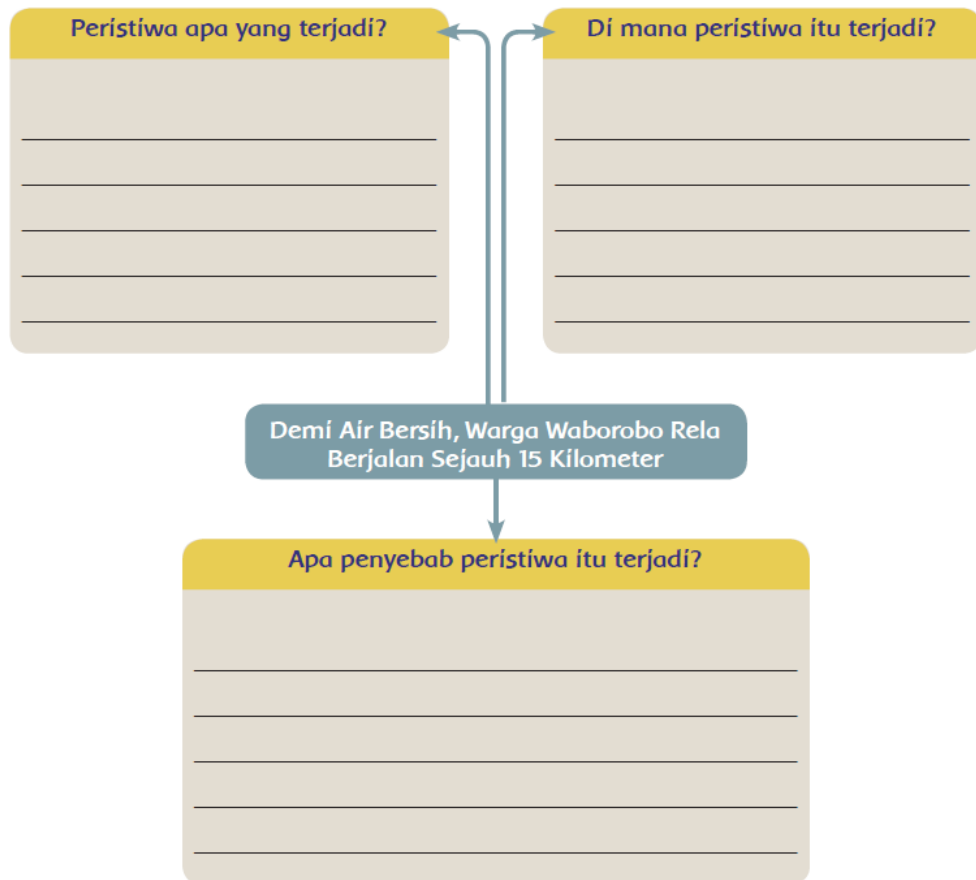 Peristiwa apa yang terjadi?
Di mana peristiwa itu terjadi?
Demi Air Bersih, Warga Waborobo Rela
Berjalan Sejauh 15 Kilometer
Apa penyebab peristiwa itu terjadi?